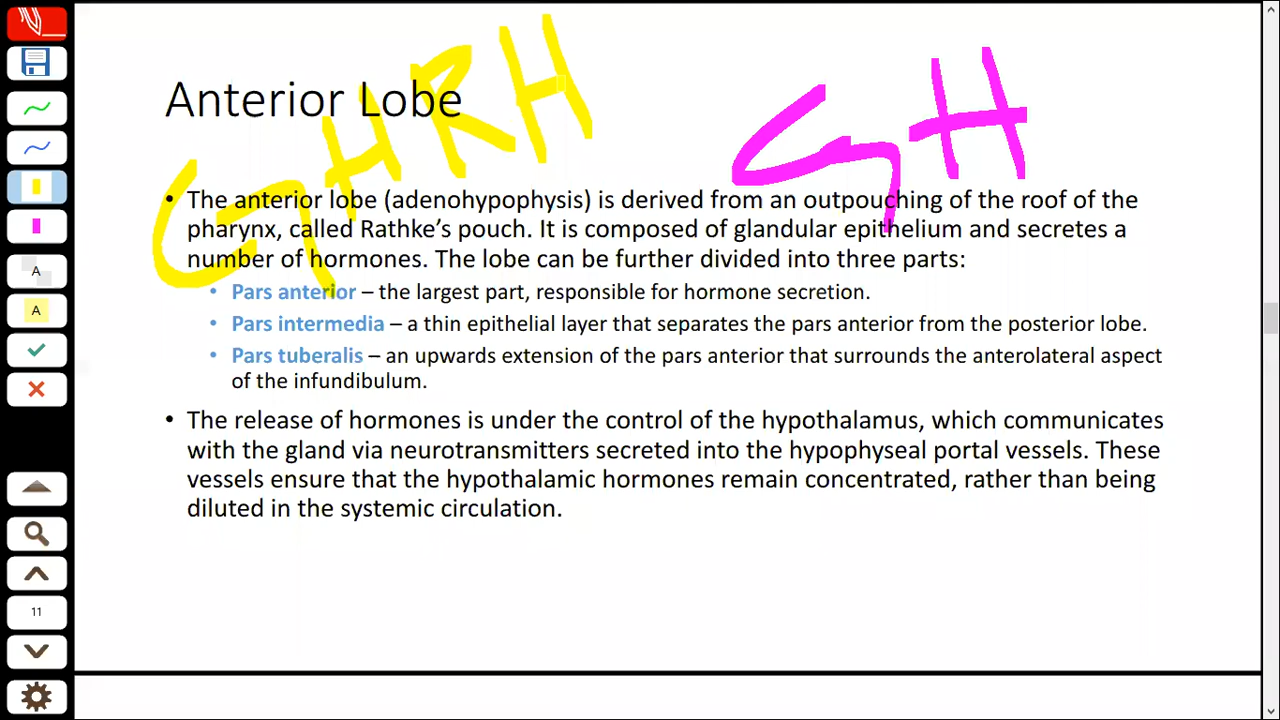 GHRH
GH
Anterior Lobe
• The anterior lobe (adenohypophysis) is derived from an outpouching of the roof of the
pharynx, called Rathke’s pouch. It is composed of glandular epithelium and secretes a
number of hormones. The lobe can be further divided into three parts:
• Pars anterior – the largest part, responsible for hormone secretion.
• Pars intermedia – a thin epithelial layer that separates the pars anterior from the posterior lobe.
• Pars tuberalis – an upwards extension of the pars anterior that surrounds the anterolateral aspect
of the infundibulum.
• The release of hormones is under the control of the hypothalamus, which communicates
with the gland via neurotransmitters secreted into the hypophyseal portal vessels. These
vessels ensure that the hypothalamic hormones remain concentrated, rather than being
diluted in the systemic circulation.
A
A
11